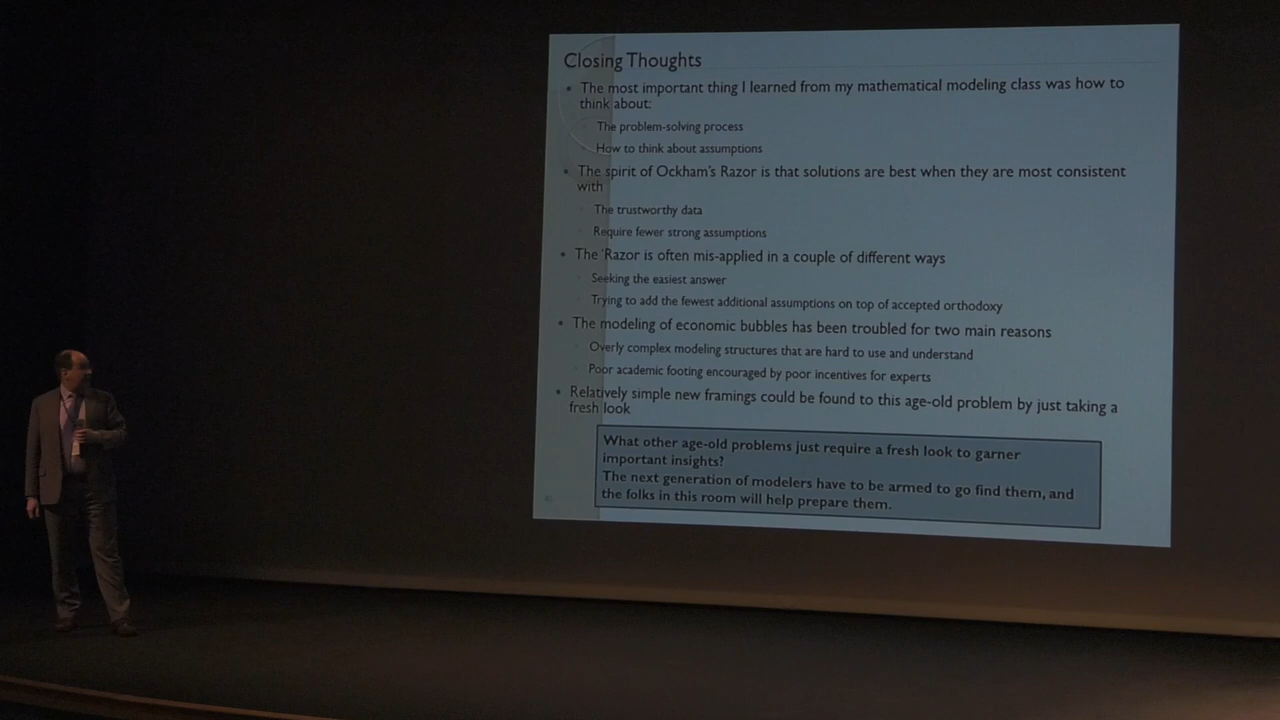 Closing Thoughts
• The most important thing I learned from my mathematical modeling class was how to
think about:
The problem-solving process
How to think about assumptions
• The spirit of Ockham's Razor is that solutions are best when they are most consistent
with
The trustworthy data
Require fewer strong assumptions
• The 'Razor is often mis-applied in a couple of different ways
Seeking the easiest answer
Trying to add the fewest additional assumptions on top of accepted orthodoxy
• The modeling of economic bubbles has been troubled for two main reasons
Overly complex modeling structures that are hard to use and understand
Poor academic footing encouraged by poor incentives for experts
• Relatively simple new framings could be found to this age-old problem by just taking a
fresh look
What other age-old problems just require a fresh look to garner
important insights?
The next generation of modelers have to be armed to go find them, and
the folks in this room will help prepare them.